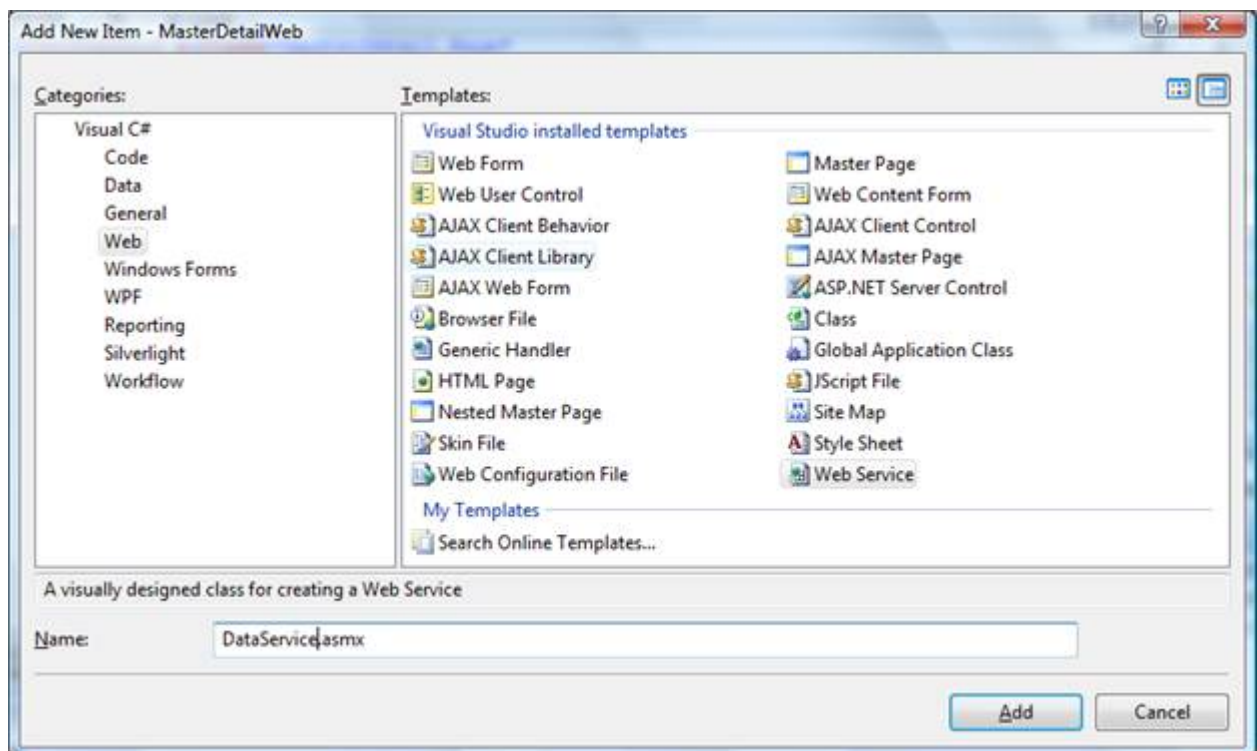 Add New Item - MasterDetailWeb
Categories:
Visual C#
Code
Data
General
Web
Windows Forms
WPF
Reporting
Silverlight
Workflow
Templates:
Visual Studio installed templates
Web Form
Web User Control
AJAX Client Behavior
AJAX Client Library
AJAX Web Form
Browser File
Generic Handler
HTML Page
Nested Master Page
Skin File
Web Configuration File
Master Page
Web Content Form
AJAX Client Control
AJAX Master Page
ASP.NET Server Control
Class
Global Application Class
JScript File
Site Map
Style Sheet
Web Service
My Templates
Search Online Templates...
A visually designed class for creating a Web Service
Name:
DataService.asmx
Add
Cancel